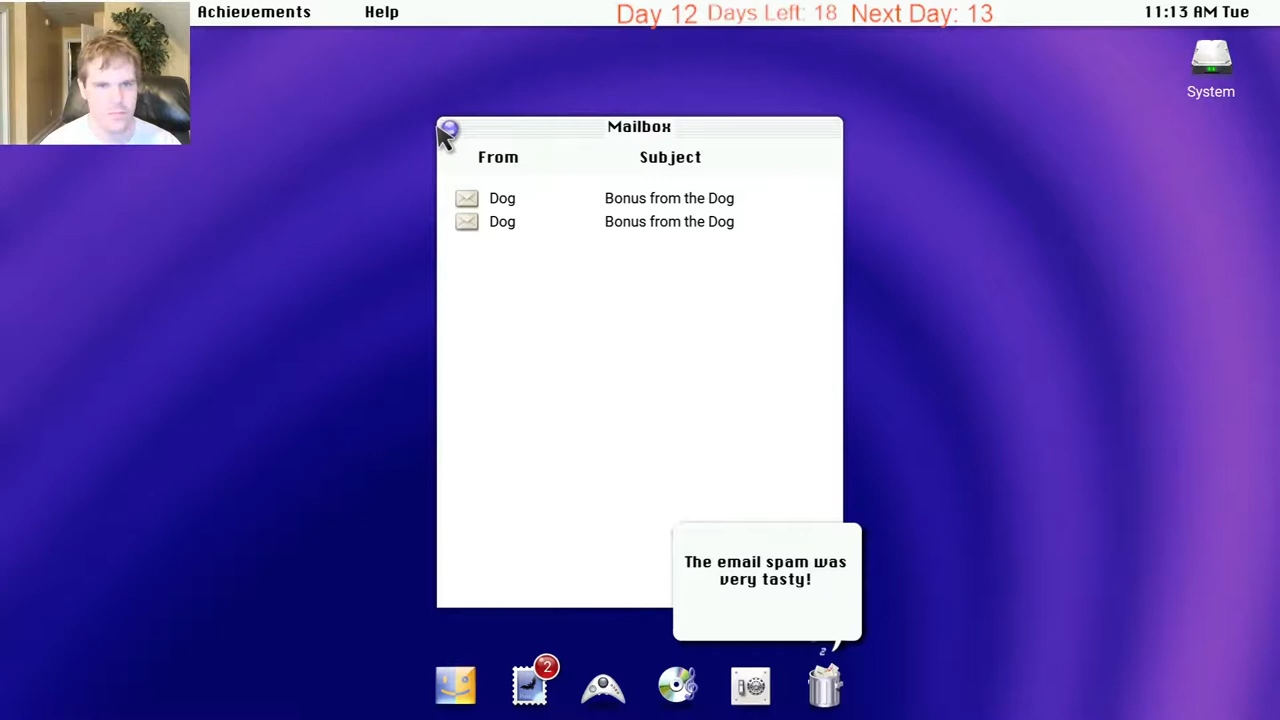 Achievements Help Day 12 Days Left: 18 Next Day: 13 11:13 AM Tue
System
Mailbox
From Subject
Dog Bonus from the Dog
Dog Bonus from the Dog
The email spam was
very tasty!
z
2